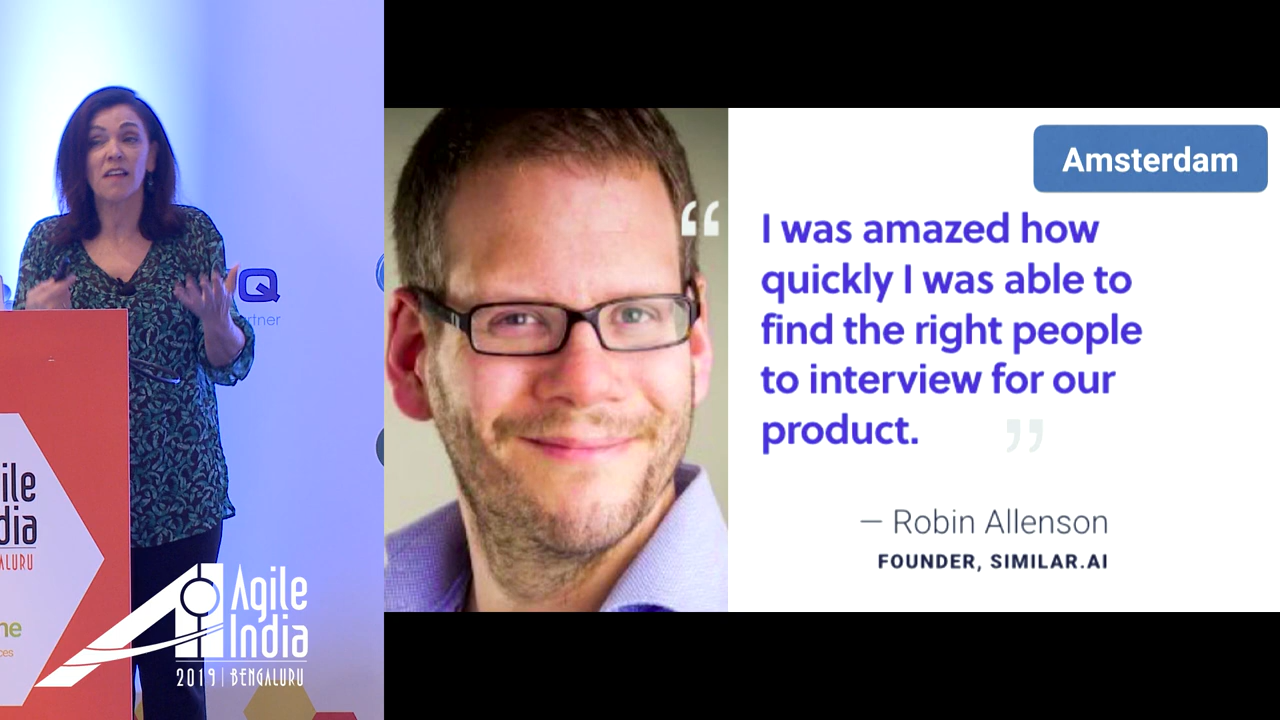 Q
Agile
India
2019 | BENGALURU
Amsterdam
“
I was amazed how
quickly I was able to
find the right people
to interview for our
product.
”
— Robin Allenson
FOUNDER, SIMILAR.AI